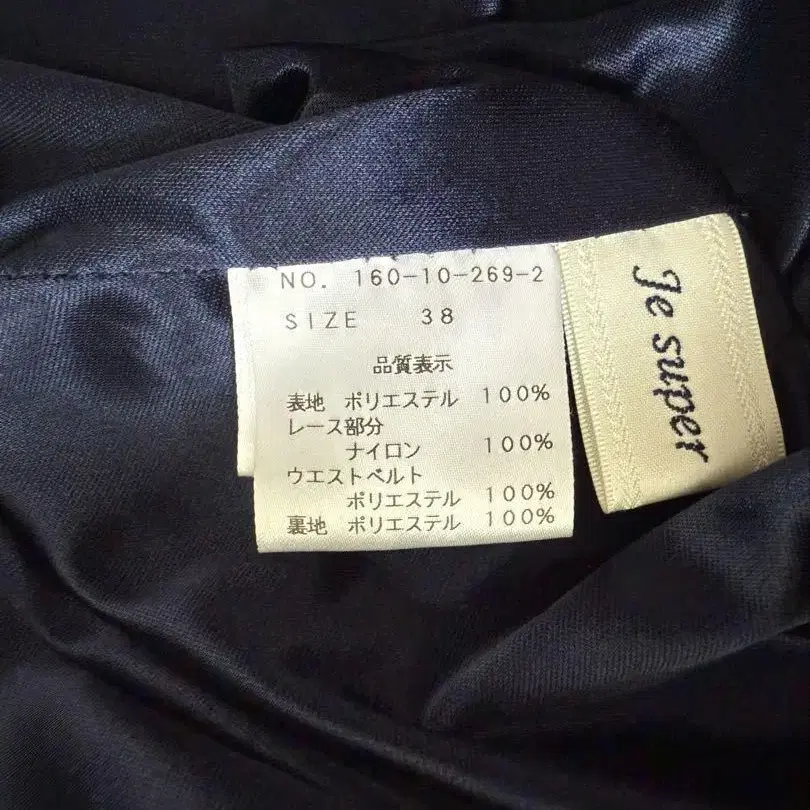 NO. 160-10-269-2
SIZE 38
品質表示
表地 ポリエステル 100%
レース部分
ナイロン 100%
ウエストベルト
ポリエステル 100%
裏地 ポリエステル 100%
Je super